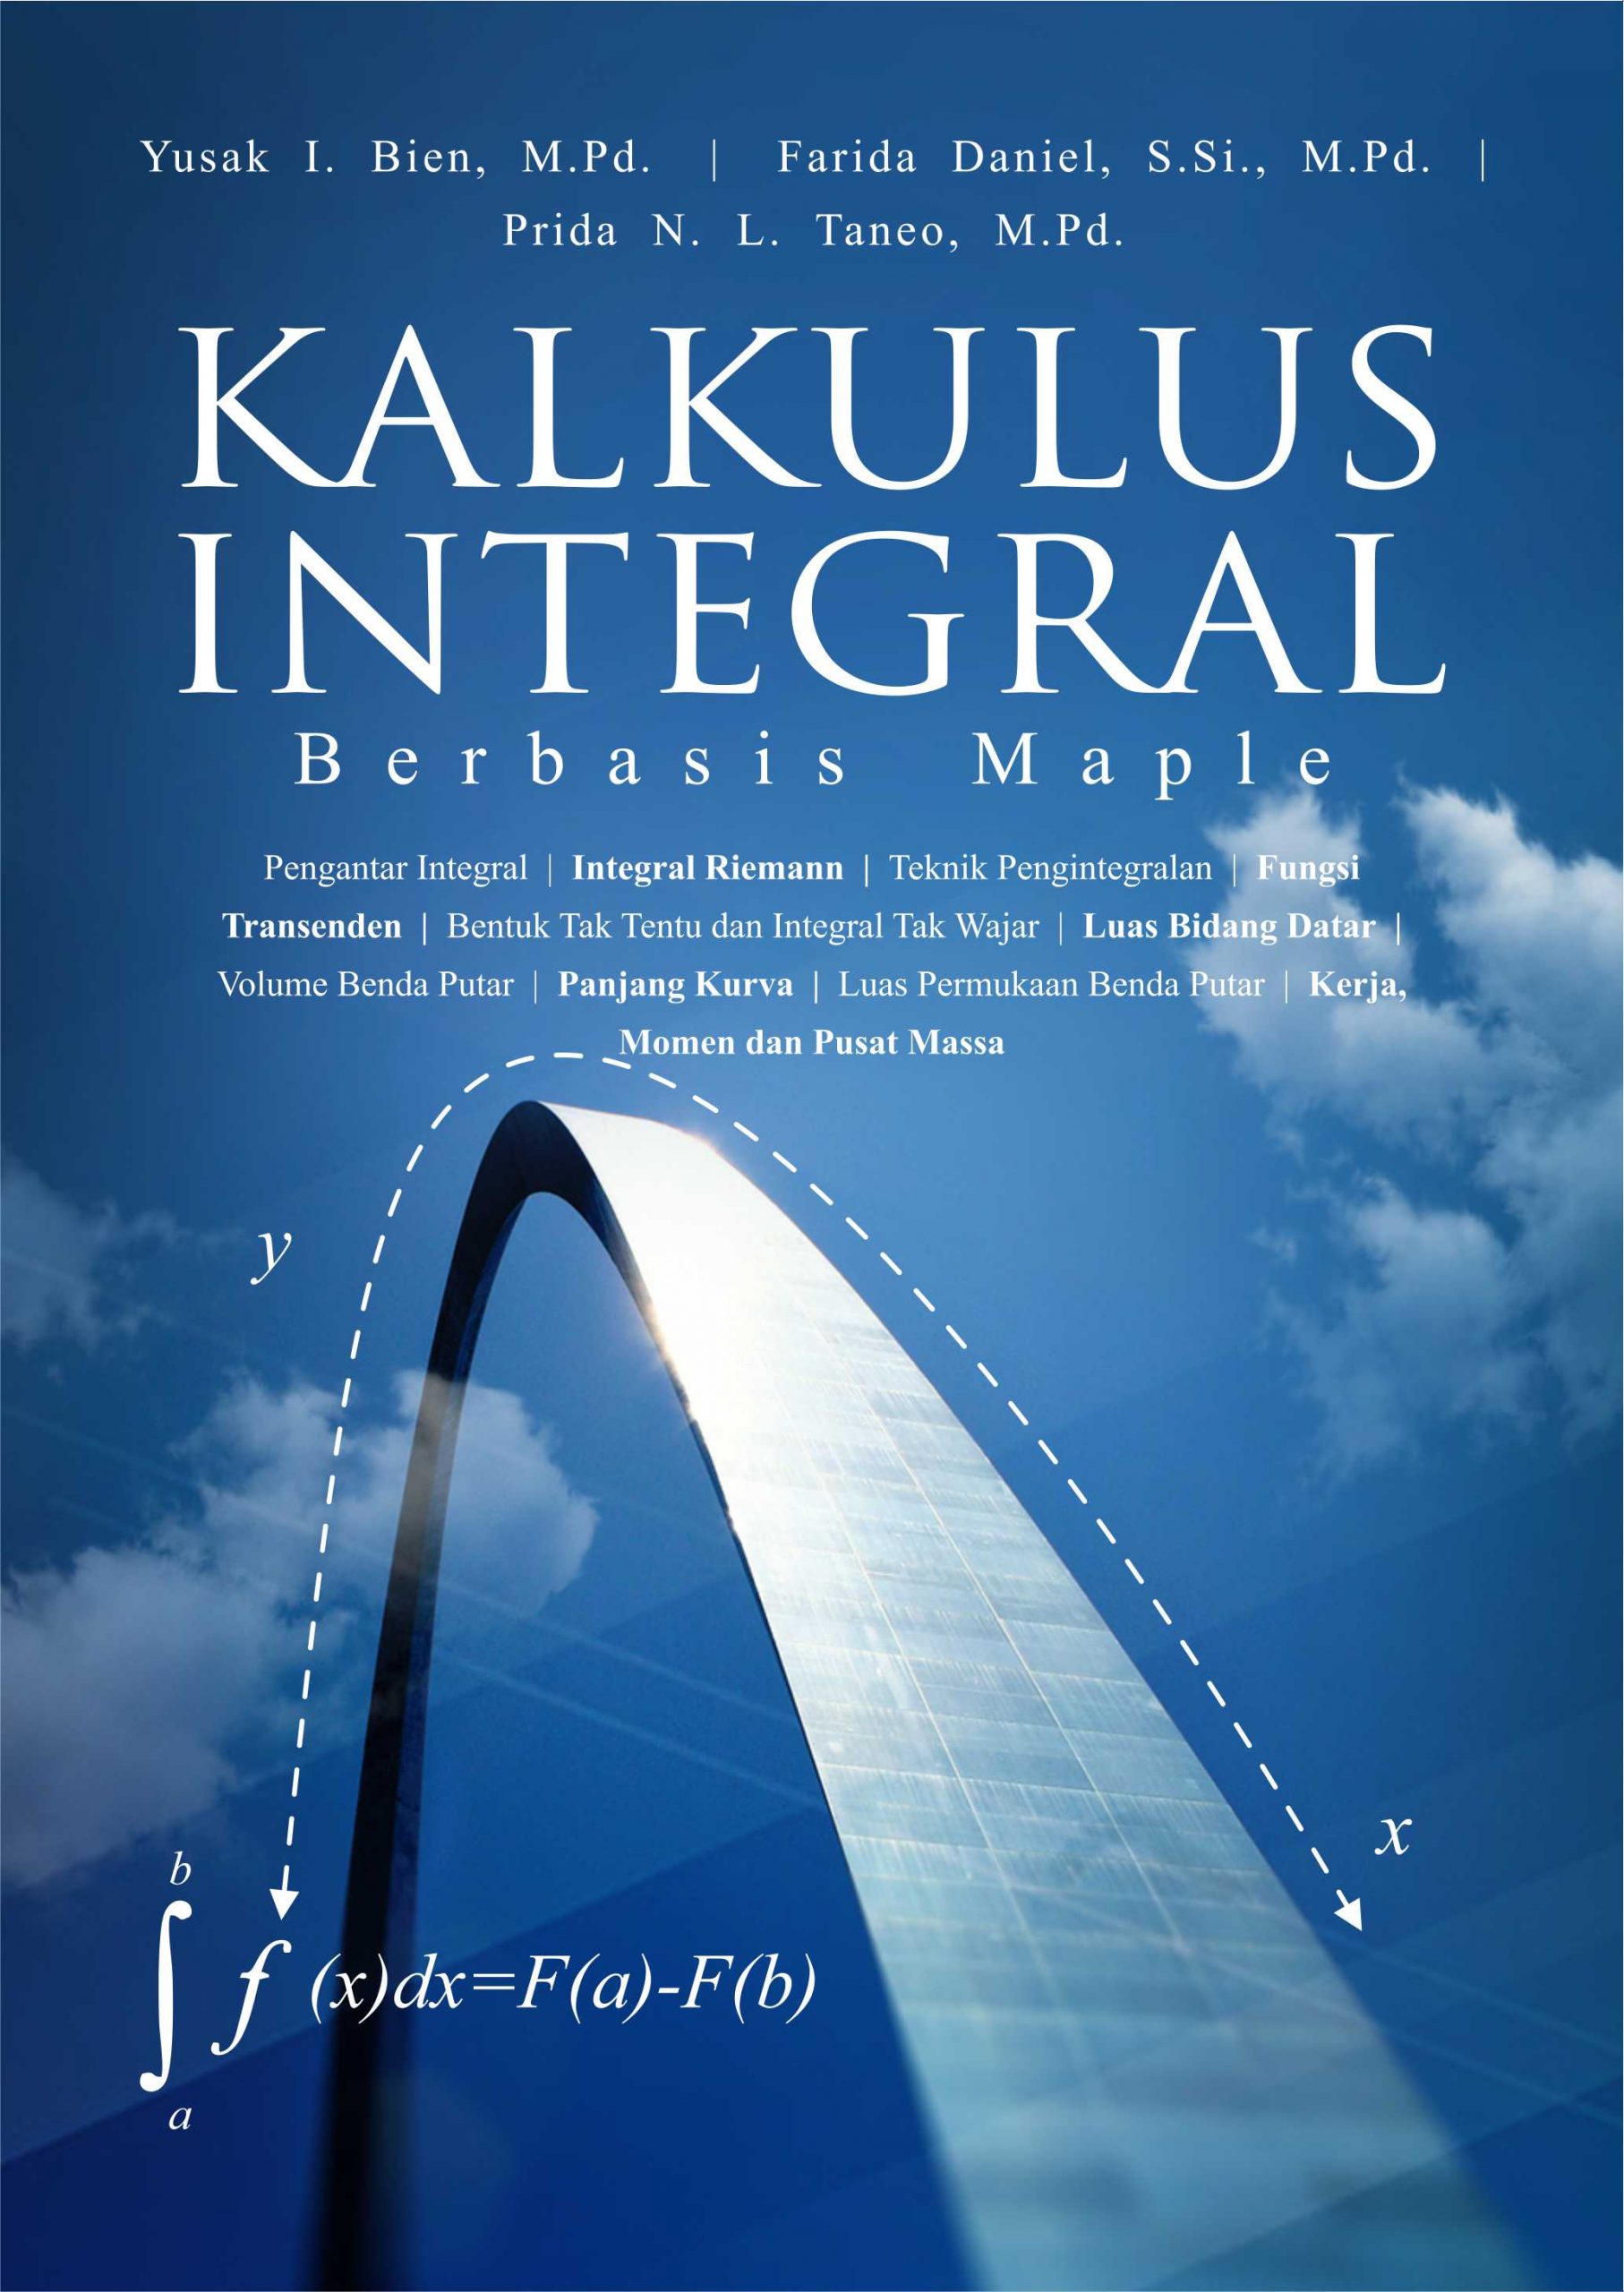 Yusak I. Bien, M.Pd. | Farida Daniel, S.Si., M.Pd. |
Prida N. L. Taneo, M.Pd.
KALKULUS
INTEGRAL
Berbasis Maple
Pengantar Integral | Integral Riemann | Teknik Pengintegralan | Fungsi
Transenden | Bentuk Tak Tentu dan Integral Tak Wajar | Luas Bidang Datar |
Volume Benda Putar | Panjang Kurva | Luas Permukaan Benda Putar | Kerja,
Momen dan Pusat Massa
y
x
b
∫ f (x)dx=F(a)-F(b)
a